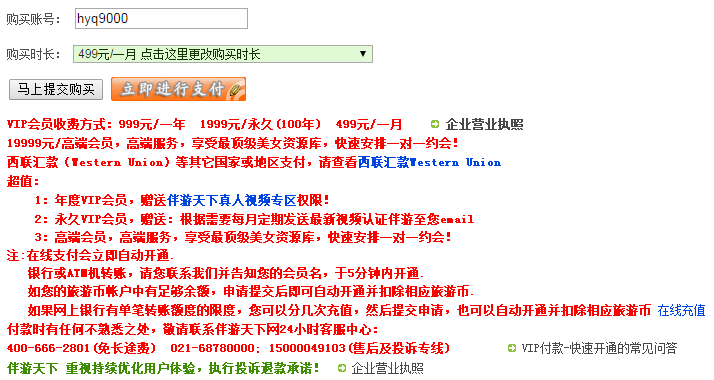 购买账号： hyq9000
购买时长： 499元/一月 点击这里更改购买时长
马上提交购买 立即进行支付
VIP会员收费方式：999元/一年 1999元/永久(100年) 499元/一月 企业营业执照
19999元/高端会员，高端服务，享受最顶级美女资源库，快速安排一对一约会！
西联汇款（Western Union）等其它国家或地区支付，请查看西联汇款Western Union
超值：
1：年度VIP会员，赠送伴游天下真人视频专区权限！
2：永久VIP会员，赠送：根据需要每月定期发送最新视频认证伴游至您email
3：高端会员，高端服务，享受最顶级美女资源库，快速安排一对一约会！
注:在线支付会立即自动开通.
银行或ATM机转账，请您联系我们并告知您的会员名，于5分钟内开通.
如您的旅游币帐户中有足够余额，申请提交后即可自动开通并扣除相应旅游币.
如果网上银行有单笔转账额度的限度，您可以分几次充值，然后提交申请，也可以自动开通并扣除相应旅游币 在线充值
付款时有任何不熟悉之处，敬请联系伴游天下网24小时客服中心：
400-666-2801(免长途费) 021-68780000; 15000049103(售后及投诉专线) VIP付款-快速开通的常见问答
伴游天下 重视持续优化用户体验，执行投诉退款承诺！ 企业营业执照